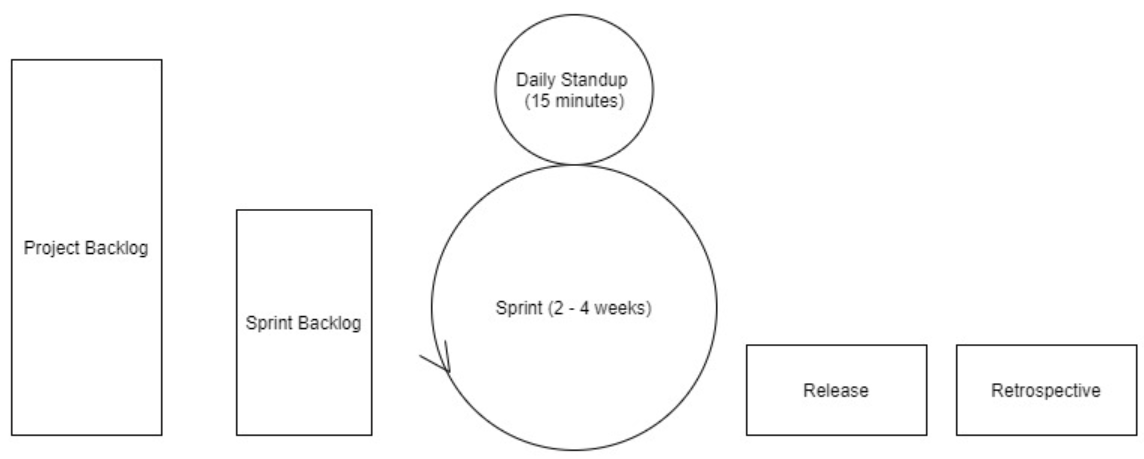 Project Backlog
Sprint Backlog
Daily Standup
(15 minutes)
Sprint (2 - 4 weeks)
Release
Retrospective